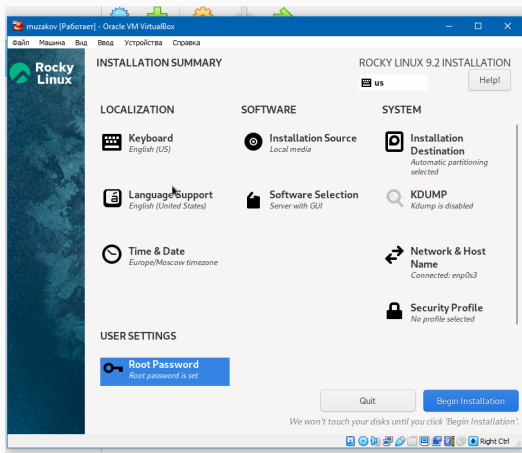 muzakov [Работает] - Oracle VM VirtualBox
Файл Машина Вид Ввод Устройства Справка
Rocky
Linux
INSTALLATION SUMMARY
ROCKY LINUX 9.2 INSTALLATION
us
Help!
LOCALIZATION
SOFTWARE
SYSTEM
Keyboard
English (US)
Installation Source
Local media
Installation
Destination
Automatic partitioning
selected
Language Support
English (United States)
Software Selection
Server with GUI
KDUMP
Kdump is disabled
Time & Date
Europe/Moscow timezone
Network & Host
Name
Connected: enp0s3
Security Profile
No profile selected
USER SETTINGS
Root Password
Root password is set
Quit
Begin Installation
We won't touch your disks until you click 'Begin Installation'.
Right Ctrl